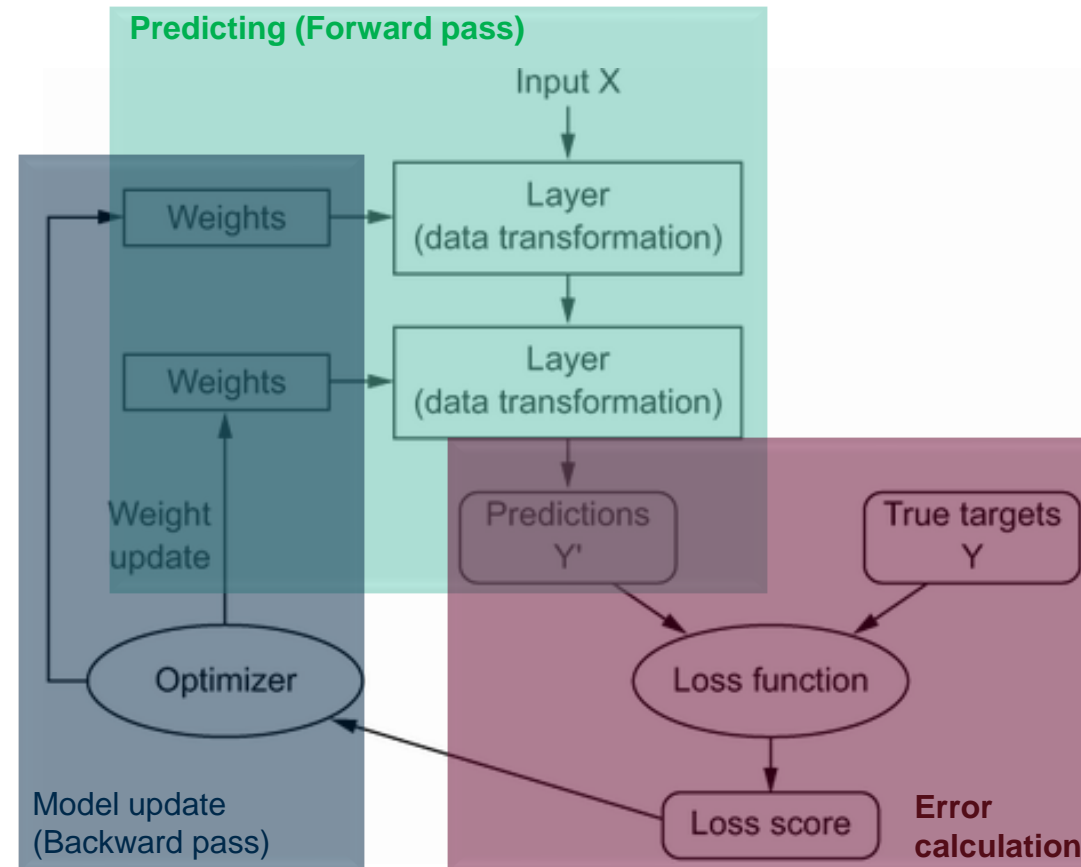 Predicting (Forward pass)
Input X
Weights
Layer
(data transformation)
Weights
Layer
(data transformation)
Weight
update
Predictions
Y'
True targets
Y
Optimizer
Loss function
Model update
(Backward pass)
Loss score
Error
calculation